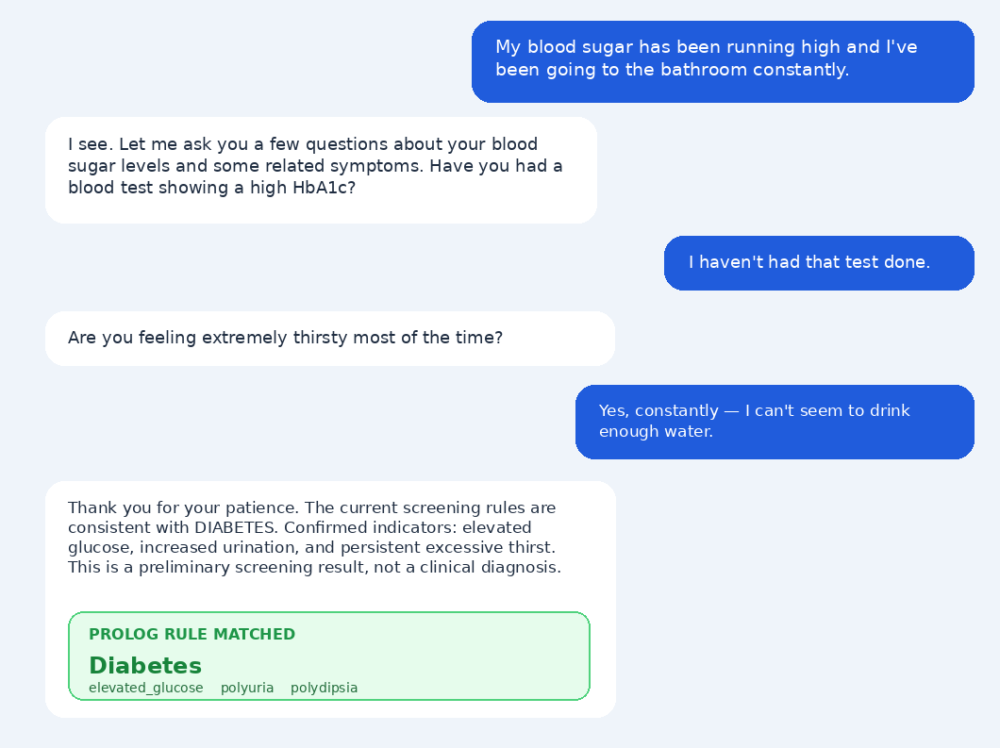 My blood sugar has been running high and I've
been going to the bathroom constantly.
I see. Let me ask you a few questions about your blood
sugar levels and some related symptoms. Have you had a
blood test showing a high HbA1c?
I haven't had that test done.
Are you feeling extremely thirsty most of the time?
Yes, constantly — I can't seem to drink
enough water.
Thank you for your patience. The current screening rules are
consistent with DIABETES. Confirmed indicators: elevated
glucose, increased urination, and persistent excessive thirst.
This is a preliminary screening result, not a clinical diagnosis.
PROLOG RULE MATCHED
Diabetes
elevated_glucose polyuria polydipsia